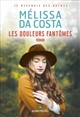 MÉLISSA
DA COSTA
LES DOULEURS FANTÔMES
ROMAN